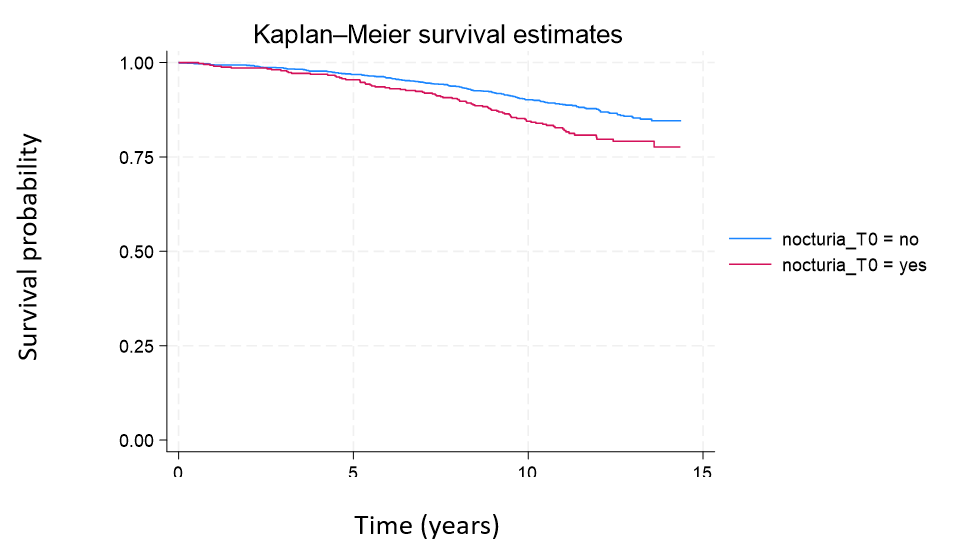 Kaplan–Meier survival estimates
Survival probability
1.00
0.75
0.50
0.25
0.00
0
5
10
15
Time (years)
nocturia_T0 = no
nocturia_T0 = yes